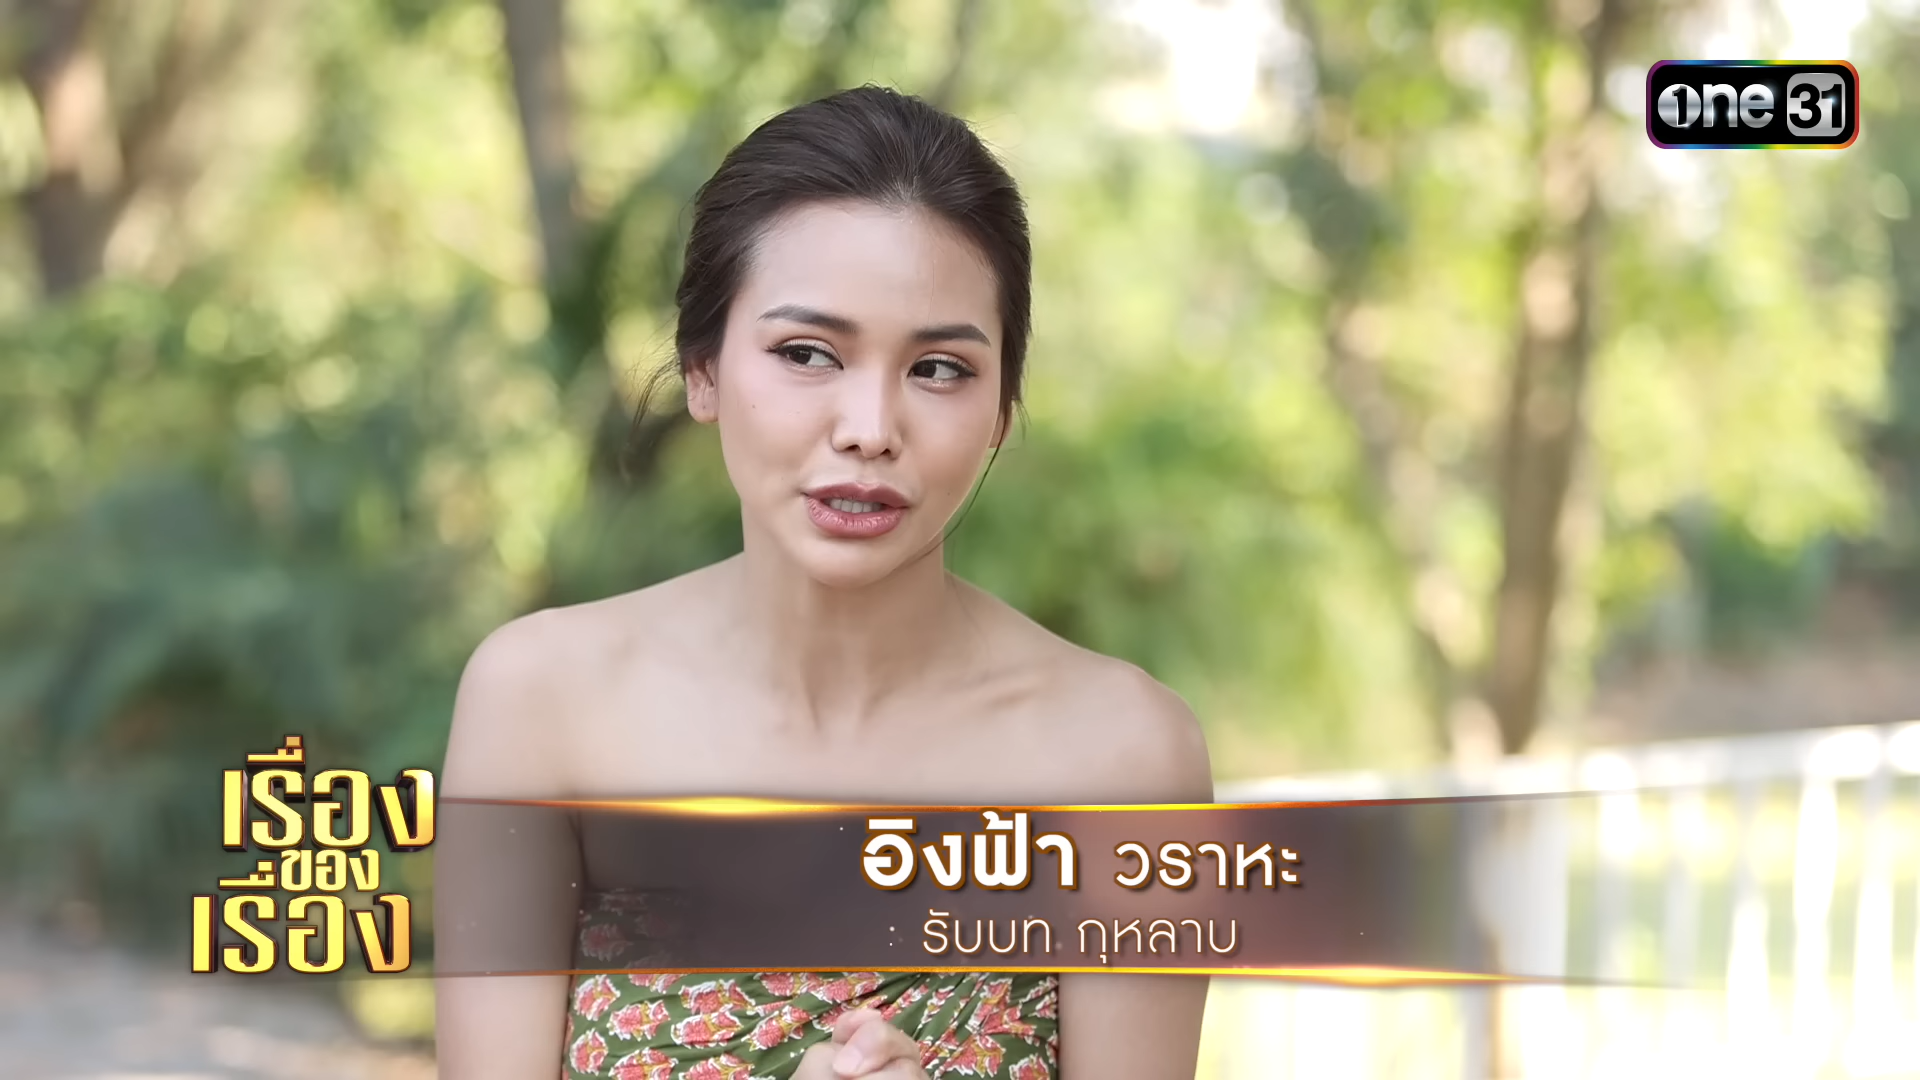 one 31
เรื่อง
ของ
เรื่อง
อิงฟ้า วราหะ
รับบท กุหลาบ